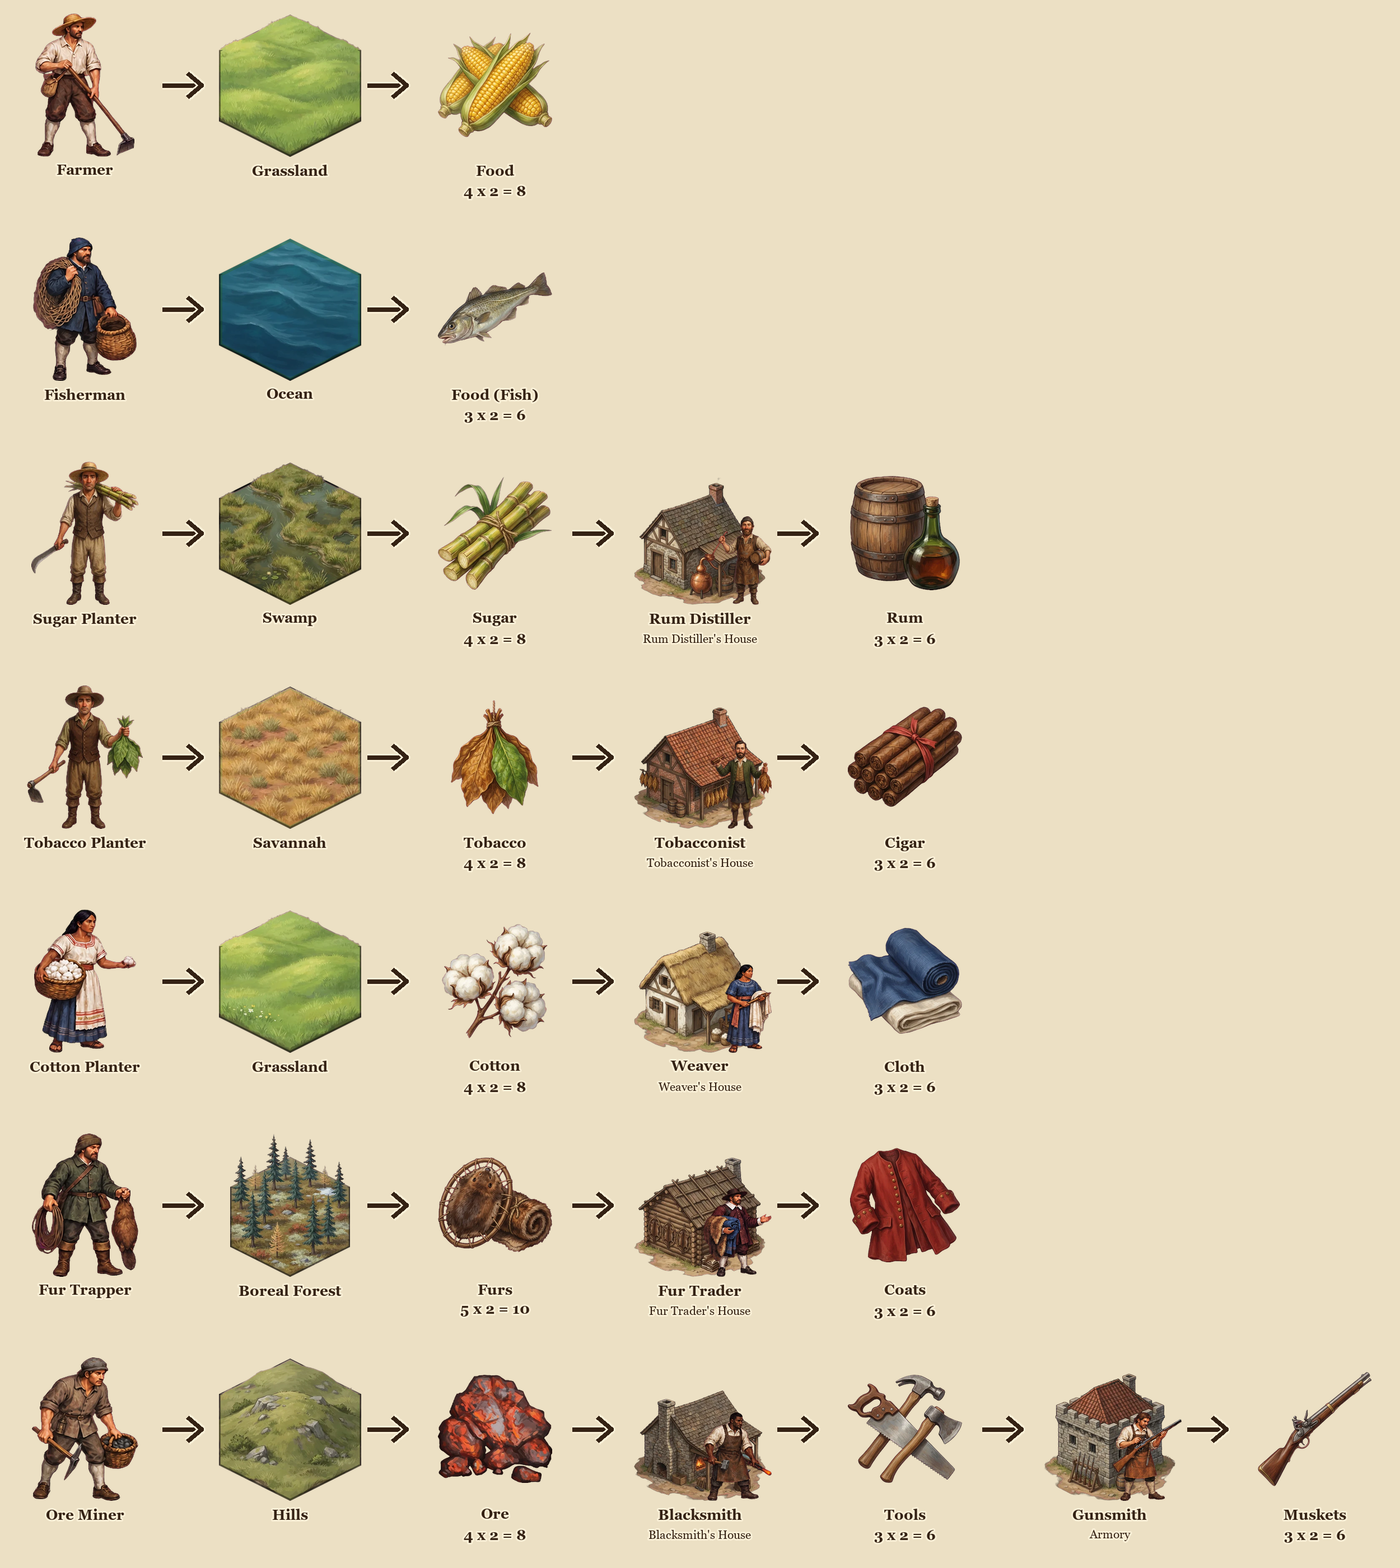 Farmer
Grassland
Food
4 x 2 = 8
Fisherman
Ocean
Food (Fish)
3 x 2 = 6
Sugar Planter
Swamp
Sugar
4 x 2 = 8
Rum Distiller
Rum Distiller's House
Rum
3 x 2 = 6
Tobacco Planter
Savannah
Tobacco
4 x 2 = 8
Tobacconist
Tobacconist's House
Cigar
3 x 2 = 6
Cotton Planter
Grassland
Cotton
4 x 2 = 8
Weaver
Weaver's House
Cloth
3 x 2 = 6
Fur Trapper
Boreal Forest
Furs
5 x 2 = 10
Fur Trader
Fur Trader's House
Coats
3 x 2 = 6
Ore Miner
Hills
Ore
4 x 2 = 8
Blacksmith
Blacksmith's House
Tools
3 x 2 = 6
Gunsmith
Armory
Muskets
3 x 2 = 6